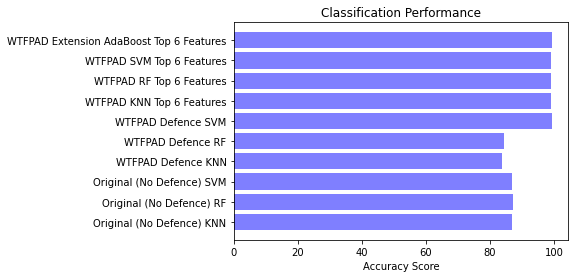 Classification Performance
WTFPAD Extension AdaBoost Top 6 Features
WTFPAD SVM Top 6 Features
WTFPAD RF Top 6 Features
WTFPAD KNN Top 6 Features
WTFPAD Defence SVM
WTFPAD Defence RF
WTFPAD Defence KNN
Original (No Defence) SVM
Original (No Defence) RF
Original (No Defence) KNN
0 20 40 60 80 100
Accuracy Score